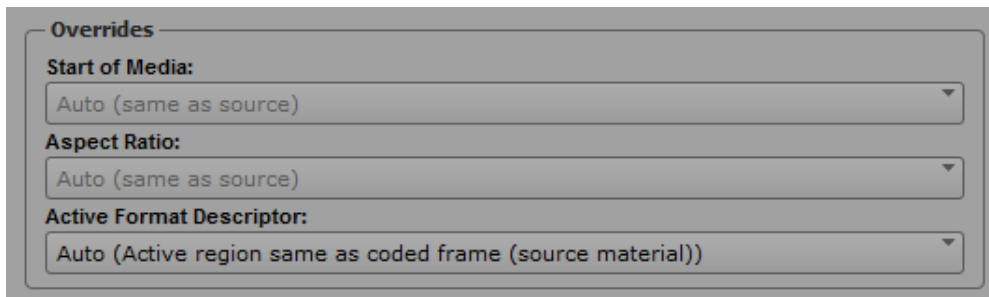 Overrides
Start of Media:
Auto (same as source)
Aspect Ratio:
Auto (same as source)
Active Format Descriptor:
Auto (Active region same as coded frame (source material))